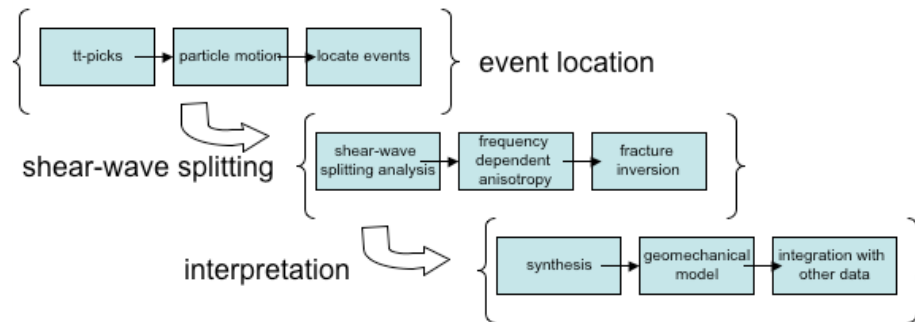 tt-picks
particle motion
locate events
event location
shear-wave splitting
shear-wave
splitting analysis
frequency
dependent
anisotropy
fracture
inversion
interpretation
synthesis
geomechanical
model
integration with
other data